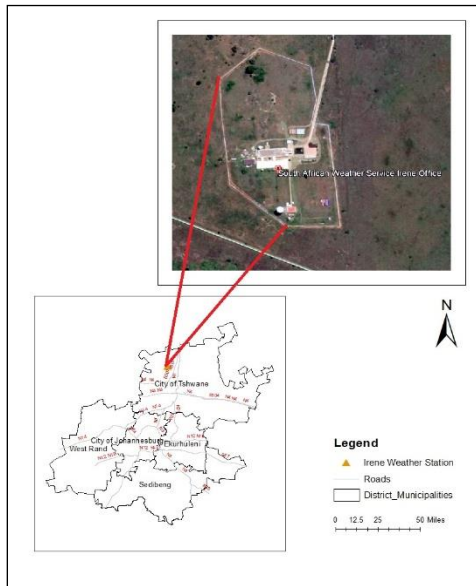 South African Weather Service Irene Office
N
City of Tshwane
City of Johannesburg
Ekurhuleni
West Rand
Sedibeng
Legend
Irene Weather Station
Roads
District_Municipalities
0 12.5 25 50 Miles